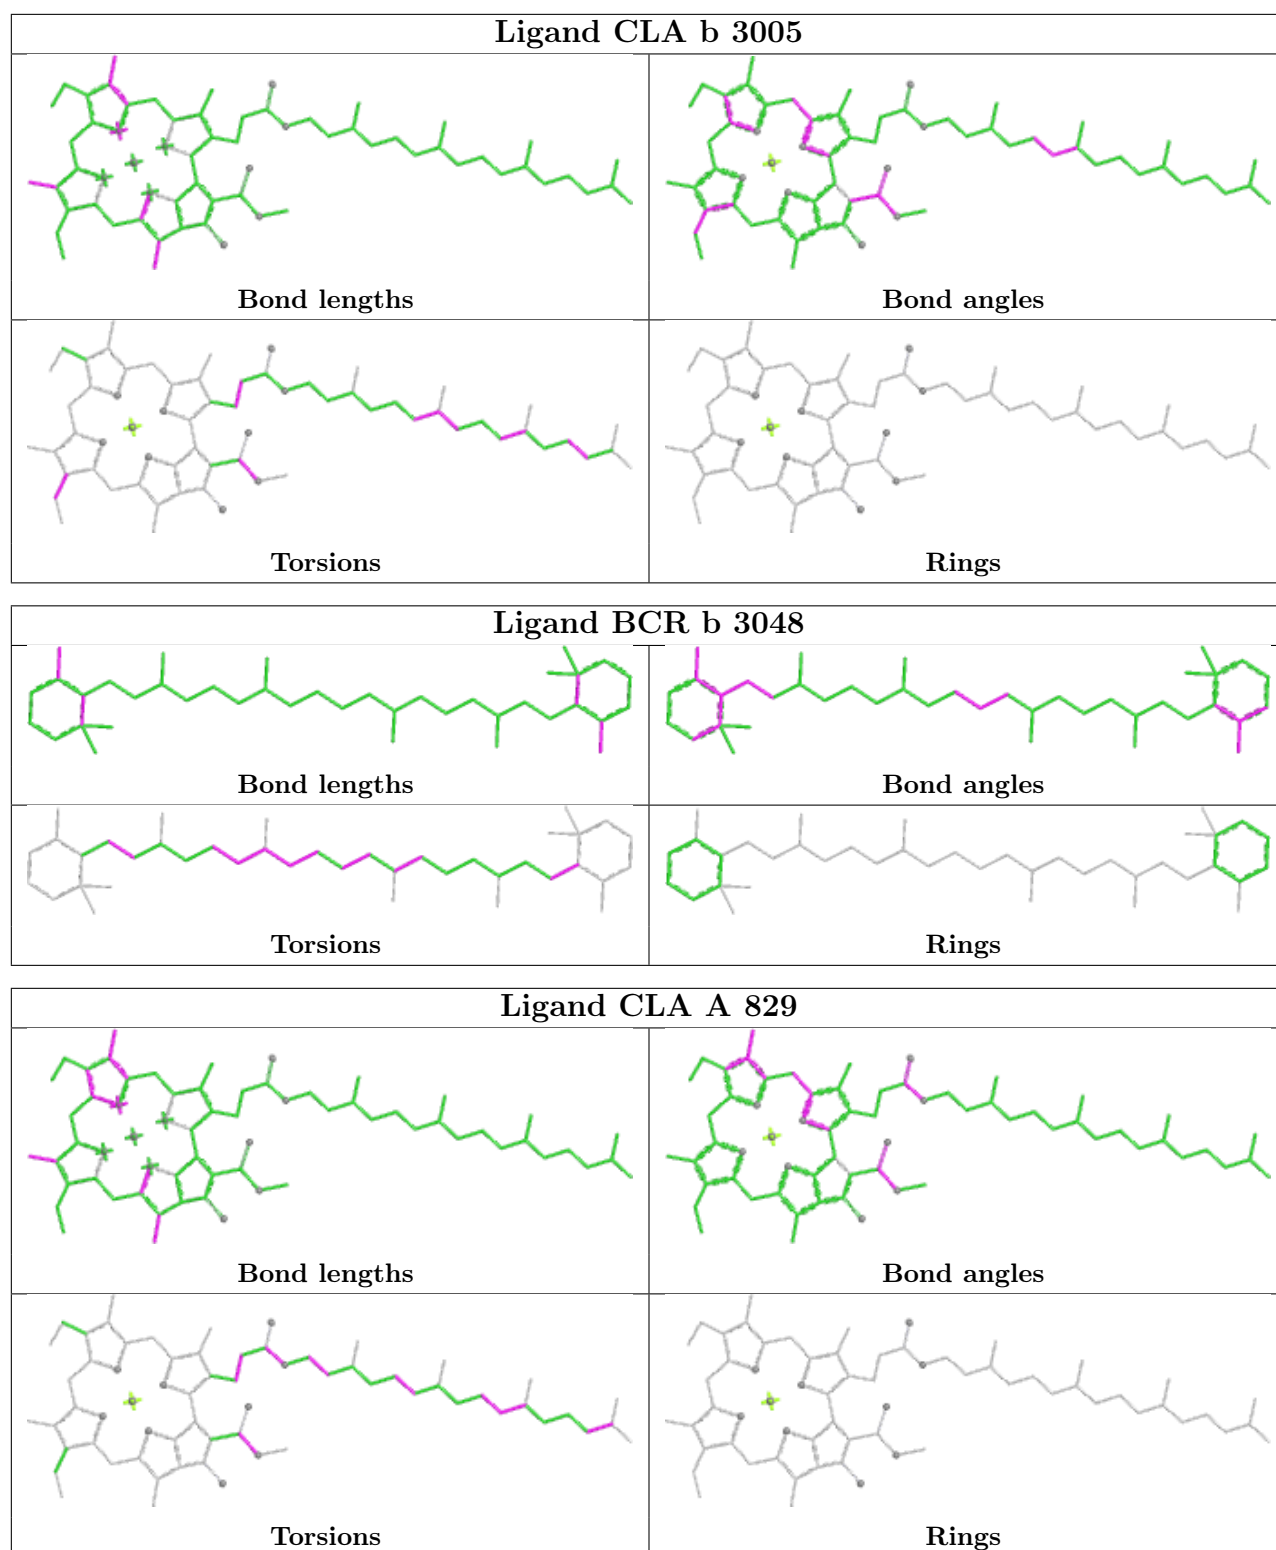 Ligand CLA b 3005
Bond lengths
Bond angles
Torsions
Rings
Ligand BCR b 3048
Bond lengths
Bond angles
Torsions
Rings
Ligand CLA A 829
Bond lengths
Bond angles
Torsions
Rings